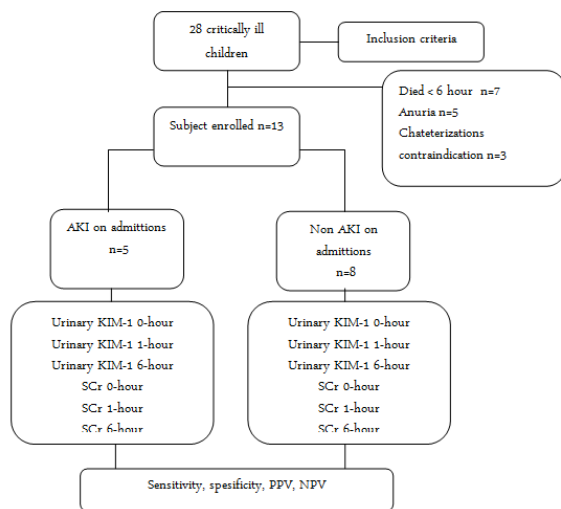 28 critically ill
children
Inclusion criteria
Died < 6 hour n=7
Anuria n=5
Chateterizations
contraindication n=3
Subject enrolled n=13
AKI on admittions
n=5
Non AKI on
admittions
n=8
Urinary KIM-1 0-hour
Urinary KIM-1 1-hour
Urinary KIM-1 6-hour
SCr 0-hour
SCr 1-hour
SCr 6-hour
Urinary KIM-1 0-hour
Urinary KIM-1 1-hour
Urinary KIM-1 6-hour
SCr 0-hour
SCr 1-hour
SCr 6-hour
Sensitivity, spesificity, PPV, NPV